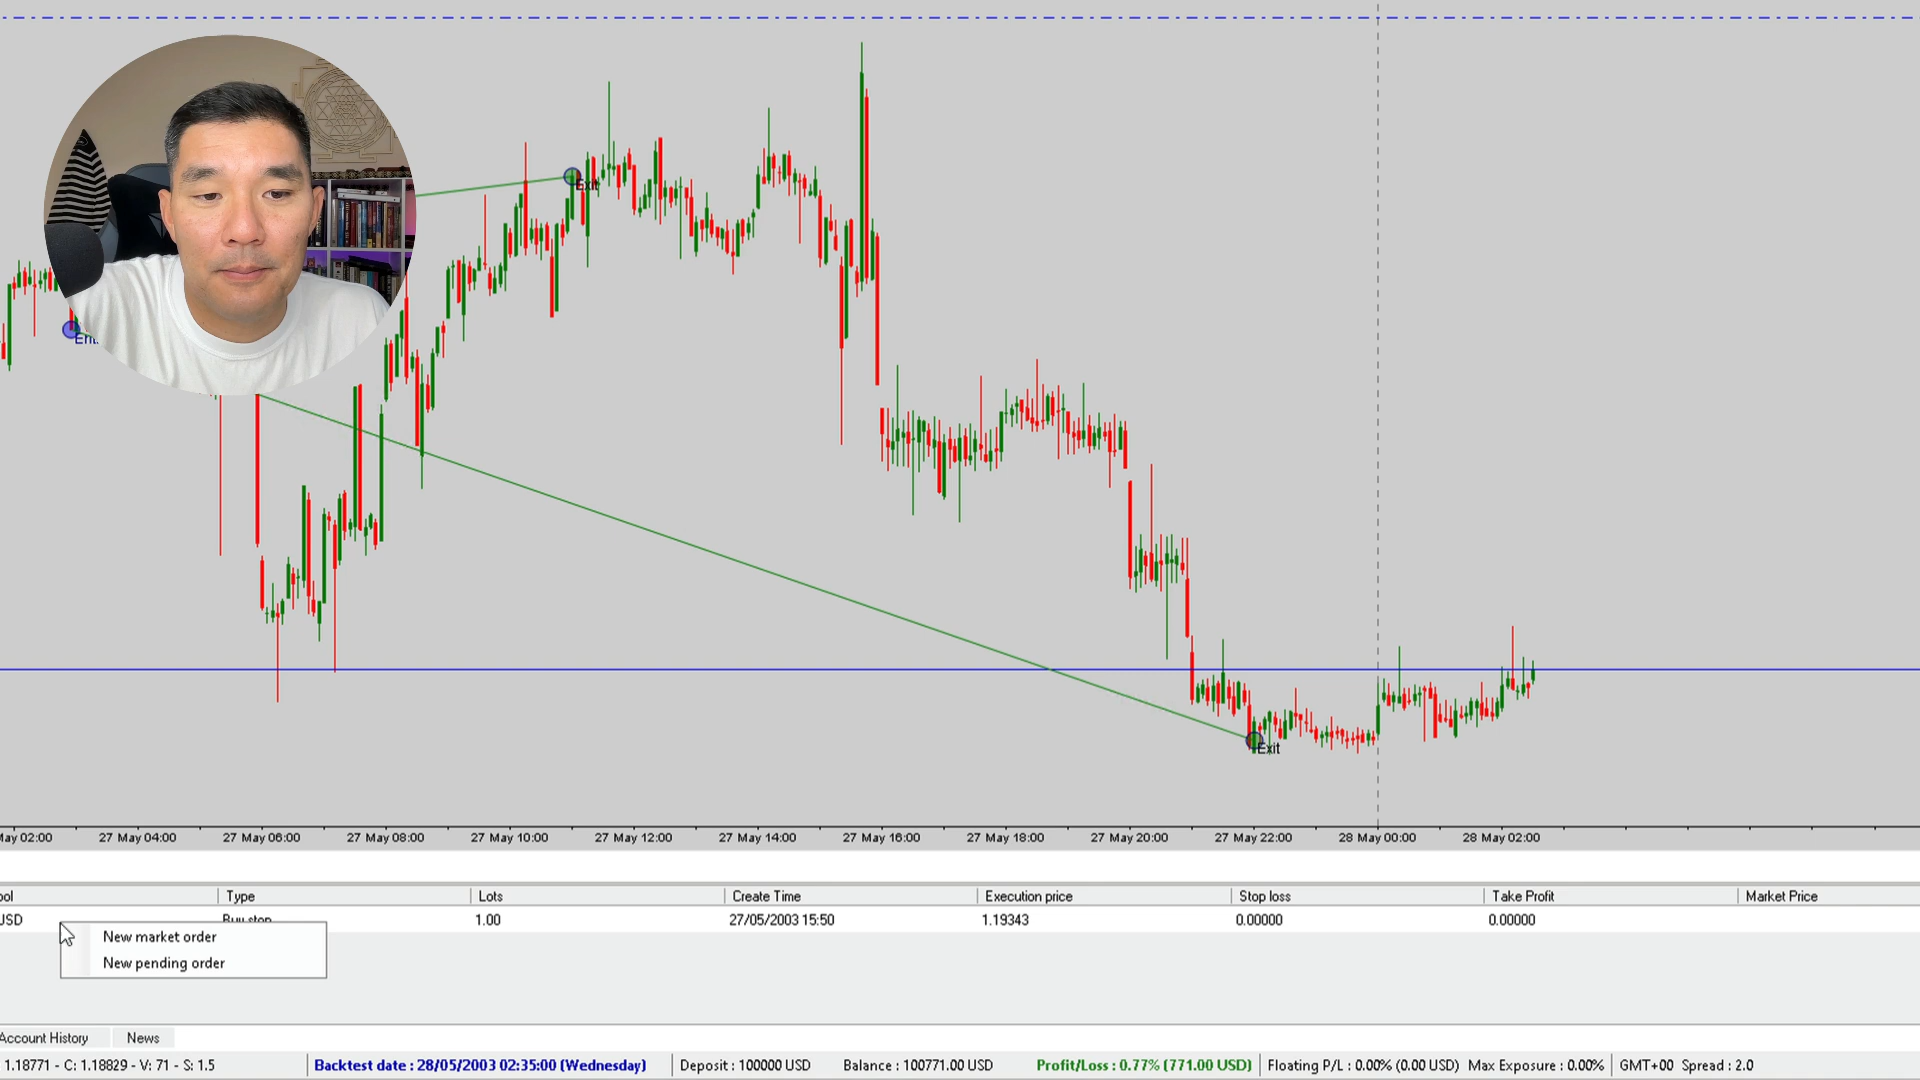 Exit
Ent.
Exit
May 02:00 27 May 04:00 27 May 06:00 27 May 08:00 27 May 10:00 27 May 12:00 27 May 14:00 27 May 16:00 27 May 18:00 27 May 20:00 27 May 22:00 28 May 00:00 28 May 02:00
ool Type Lots Create Time Execution price Stop loss Take Profit Market Price
USD Buy stop 1.00 27/05/2003 15:50 1.19343 0.00000 0.00000
New market order
New pending order
Account History News
1.18771 - C: 1.18829 - V: 71 - S: 1.5 Backtest date : 28/05/2003 02:35:00 (Wednesday) Deposit : 100000 USD Balance : 100771.00 USD Profit/Loss : 0.77% (771.00 USD) Floating P/L : 0.00% (0.00 USD) Max Exposure : 0.00% GMT+00 Spread : 2.0